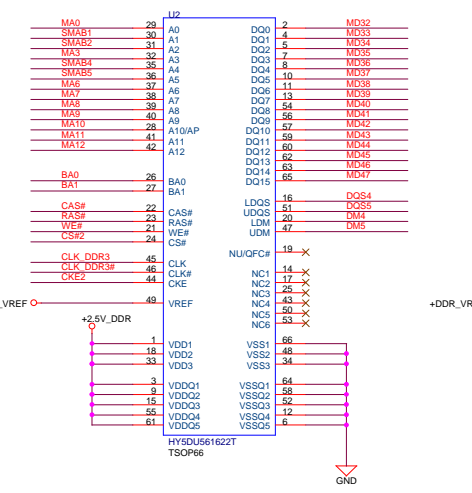 U2
MA0 29 A0 DQ0 2 MD32
SMAB1 30 A1 DQ1 4 MD33
SMAB2 31 A2 DQ2 5 MD34
MA3 32 A3 DQ3 7 MD35
SMAB4 35 A4 DQ4 8 MD36
SMAB5 36 A5 DQ5 10 MD37
MA6 37 A6 DQ6 11 MD38
MA7 38 A7 DQ7 13 MD39
MA8 39 A8 DQ8 54 MD40
MA9 40 A9 DQ9 56 MD41
MA10 28 A10/AP DQ10 57 MD42
MA11 41 A11 DQ11 59 MD43
MA12 42 A12 DQ12 60 MD44
DQ13 62 MD45
DQ14 63 MD46
BA0 26 BA0 DQ15 65 MD47
BA1 27 BA1
LDQS 16 DQS4
CAS# 22 CAS# UDQS 51 DQS5
RAS# 23 RAS# LDM 20 DM4
WE# 21 WE# UDM 47 DM5
CS#2 24 CS#
NU/QFC# 19
CLK_DDR3 45 CLK
CLK_DDR3# 46 CLK# NC1 14
CKE2 44 CKE NC2 17
NC3 25
_VREF 49 VREF NC4 43 +DDR_VR
NC5 50
+2.5V_DDR NC6 53
1 VDD1 VSS1 66
18 VDD2 VSS2 48
33 VDD3 VSS3 34
3 VDDQ1 VSSQ1 64
9 VDDQ2 VSSQ2 58
15 VDDQ3 VSSQ3 52
55 VDDQ4 VSSQ4 12
61 VDDQ5 VSSQ5 6
HY5DU561622T
TSOP66
GND